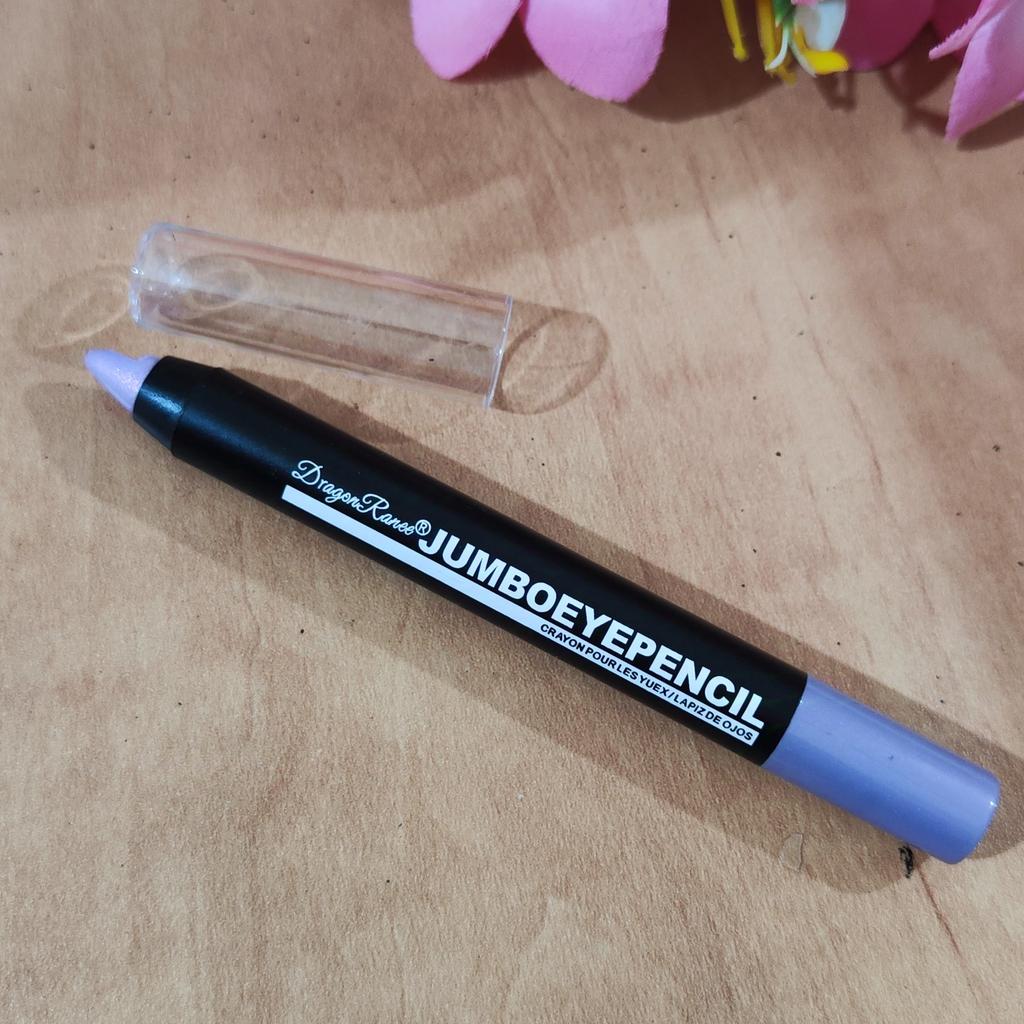 DragonRanee®
JUMBOEYEPENCIL
CRAYON POUR LES YUEX/LAPIZ DE OJOS